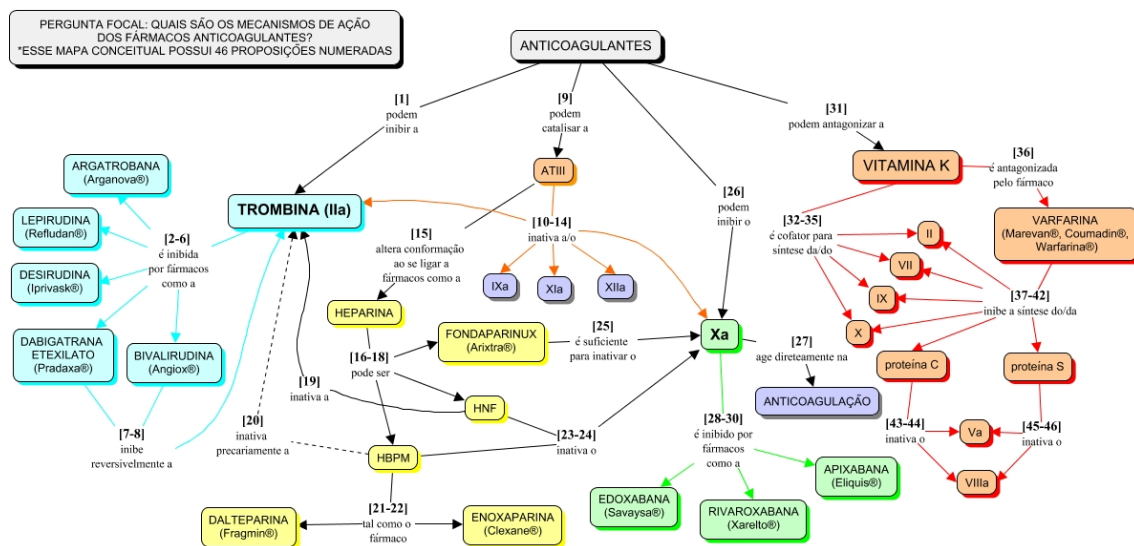 PERGUNTA FOCAL: QUAIS SÃO OS MECANISMOS DE AÇÃO
DOS FÁRMACOS ANTICOAGULANTES?
*ESSE MAPA CONCEITUAL POSSUI 46 PROPOSIÇÕES NUMERADAS
ANTICOAGULANTES
[1]
podem
inibir a
[9]
podem
catalisar a
[31]
podem antagonizar a
[26]
podem
inibir o
ATIII
VITAMINA K
[36]
é antagonizada
pelo fármaco
ARGATROBANA
(Arganova®)
LEPIRUDINA
(Refludan®)
DESIRUDINA
(Iprivask®)
DABIGATRANA
ETEXILATO
(Pradaxa®)
BIVALIRUDINA
(Angiox®)
[2-6]
é inibida
por fármacos
como a
TROMBINA (IIa)
[7-8]
inibe
reversivelmente a
[15]
altera conformação
ao se ligar a
fármacos como a
[10-14]
inativa a/o
IXa
XIa
XIIa
HEPARINA
[16-18]
pode ser
FONDAPARINUX
(Arixtra®)
[25]
é suficiente
para inativar o
Xa
[27]
age direteamente na
ANTICOAGULAÇÃO
[19]
inativa a
HNF
[20]
inativa
precariamente a
HBPM
[23-24]
inativa o
[21-22]
tal como o
fármaco
DALTEPARINA
(Fragmin®)
ENOXAPARINA
(Clexane®)
[28-30]
é inibido por
fármacos
como a
EDOXABANA
(Savaysa®)
RIVAROXABANA
(Xarelto®)
APIXABANA
(Eliquis®)
[32-35]
é cofator para
síntese da/do
II
VII
IX
X
VARFARINA
(Marevan®, Coumadin®,
Warfarina®)
[37-42]
inibe a síntese do/da
proteína C
proteína S
[43-44]
inativa o
[45-46]
inativa o
Va
VIIIa